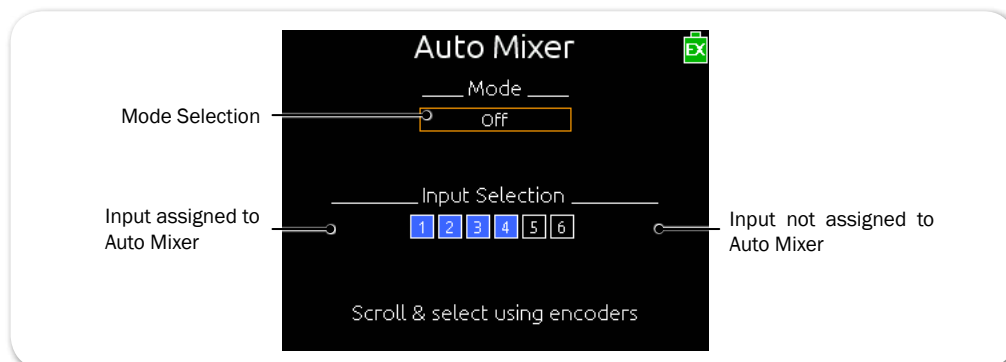 Auto Mixer
EX
Mode
Mode Selection
Off
Input Selection
Input assigned to
Auto Mixer
1 2 3 4 5 6
Input not assigned to
Auto Mixer
Scroll & select using encoders